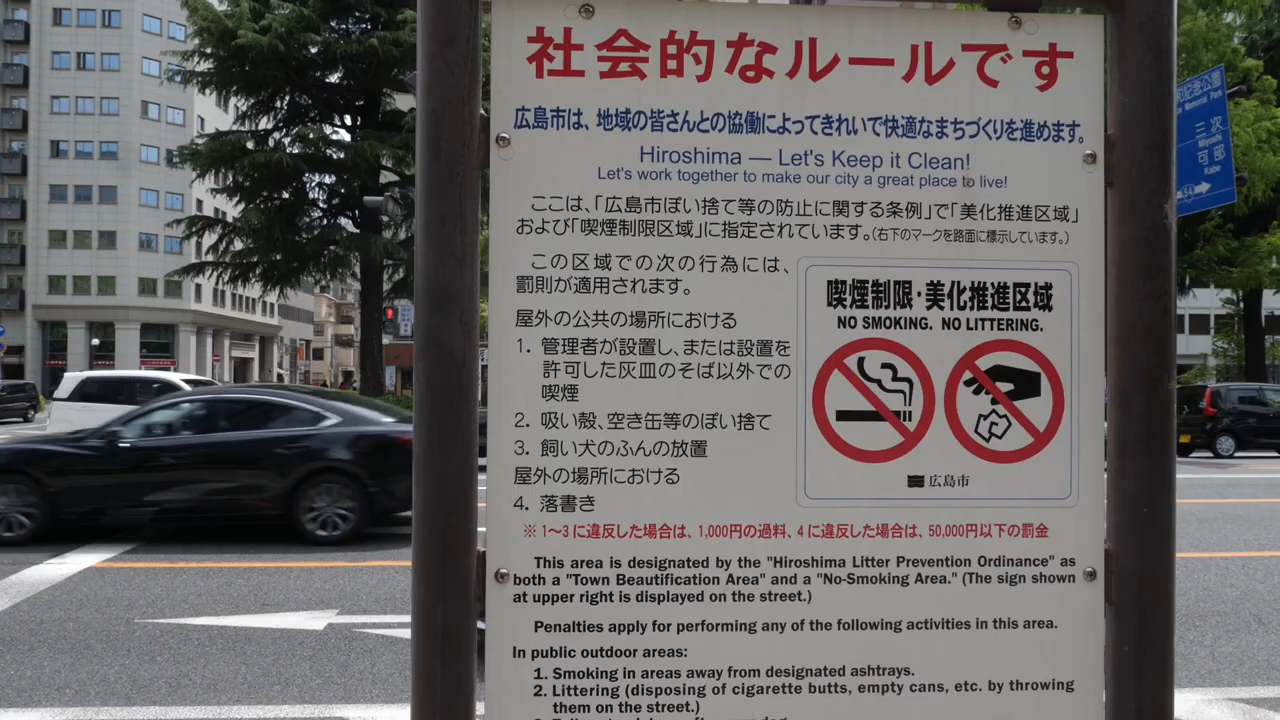 社会的なルールです
広島市は、地域の皆さんとの協働によってきれいで快適なまちづくりを進めます。
Hiroshima — Let's Keep it Clean!
Let's work together to make our city a great place to live!
ここは、「広島市ぽい捨て等の防止に関する条例」で「美化推進区域」
および「喫煙制限区域」に指定されています。(右下のマークを路面に標示しています。)
この区域での次の行為には、
罰則が適用されます。
屋外の公共の場所における
1. 管理者が設置し、または設置を
許可した灰皿のそば以外での
喫煙
2. 吸い殻、空き缶等のぽい捨て
3. 飼い犬のふんの放置
屋外の場所における
4. 落書き
喫煙制限・美化推進区域
NO SMOKING. NO LITTERING.
広島市
※ 1〜3に違反した場合は、1,000円の過料、4に違反した場合は、50,000円以下の罰金
This area is designated by the "Hiroshima Litter Prevention Ordinance" as
both a "Town Beautification Area" and a "No-Smoking Area." (The sign shown
at upper right is displayed on the street.)
Penalties apply for performing any of the following activities in this area.
In public outdoor areas:
1. Smoking in areas away from designated ashtrays.
2. Littering (disposing of cigarette butts, empty cans, etc. by throwing
them on the street.)
記念公園
Memorial Park
三次
Miyoshi
可部
Kabe
54